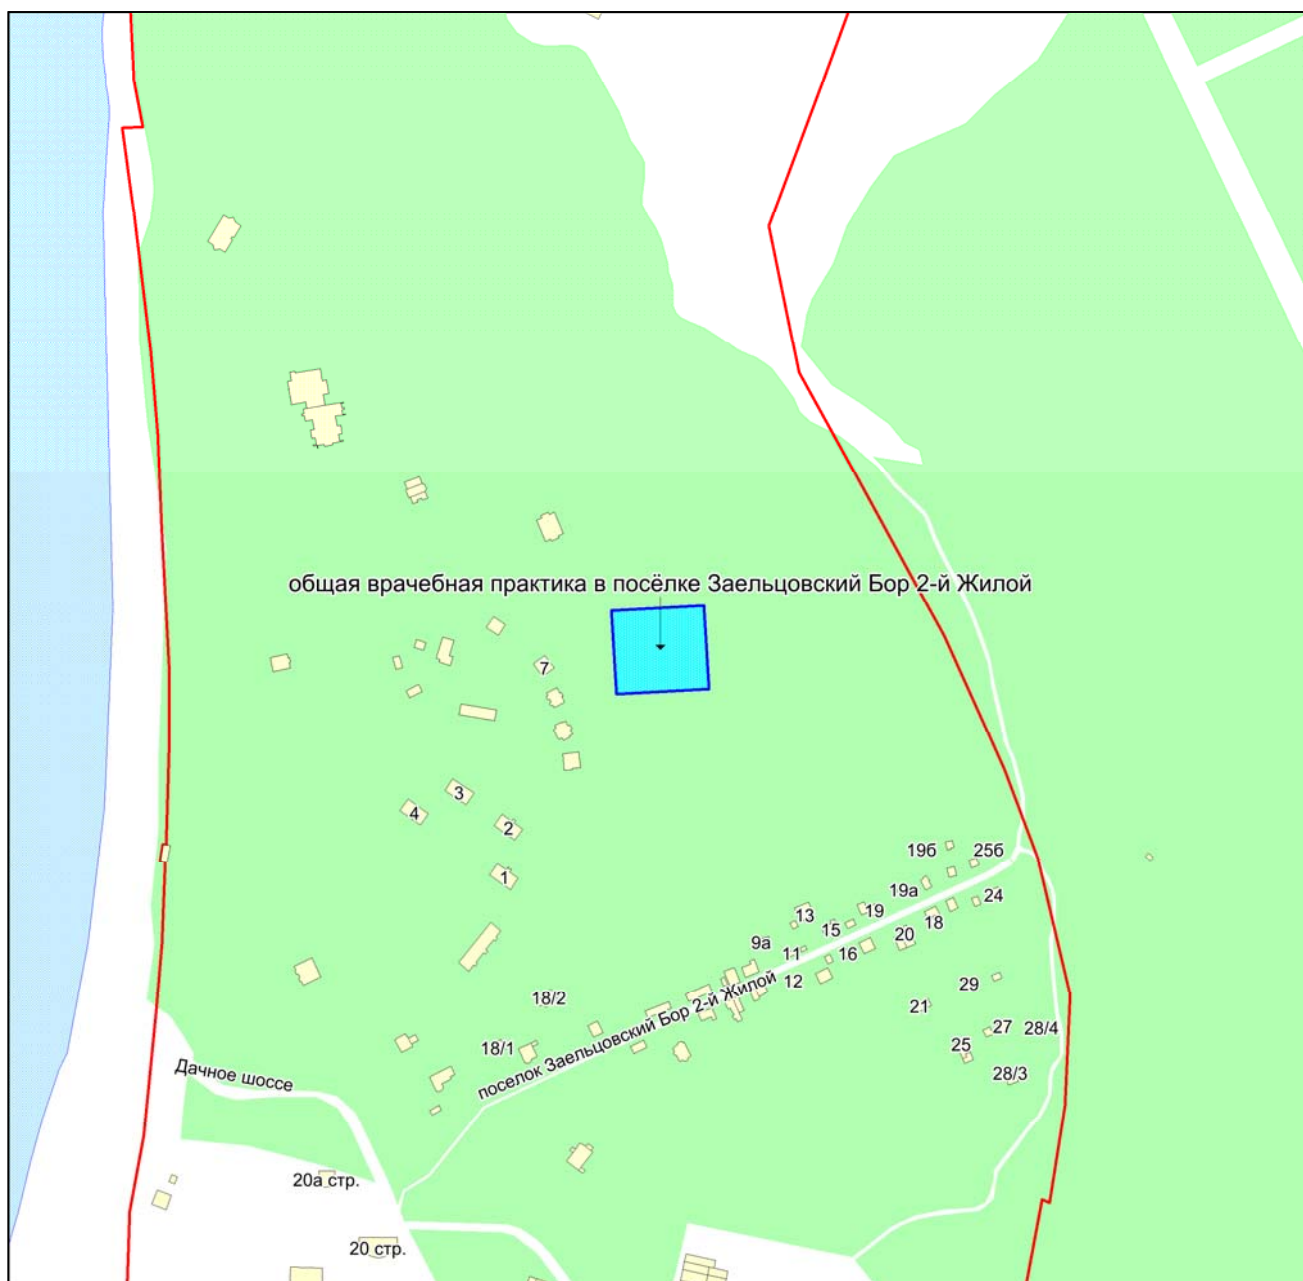 общая врачебная практика в посёлке Заельцовский Бор 2-й Жилой
7
3
4
2
1
19б
25б
19а
24
13
19
18
15
20
9а
11
16
12
29
18/2
21
27
28/4
25
18/1
28/3
поселок Заельцовский Бор 2-й Жилой
Дачное шоссе
20а стр.
20 стр.